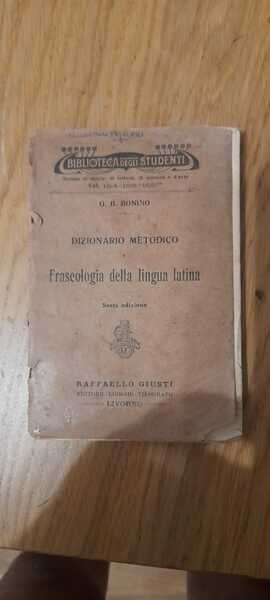 BIBLIOTECA DEGLI STUDENTI
G. B. BONINO
DIZIONARIO METODICO
Fraseologia della lingua latina
Sesta edizione
RAFFAELLO GIUSTI
EDITORE LIBRAIO TIPOGRAFO
LIVORNO